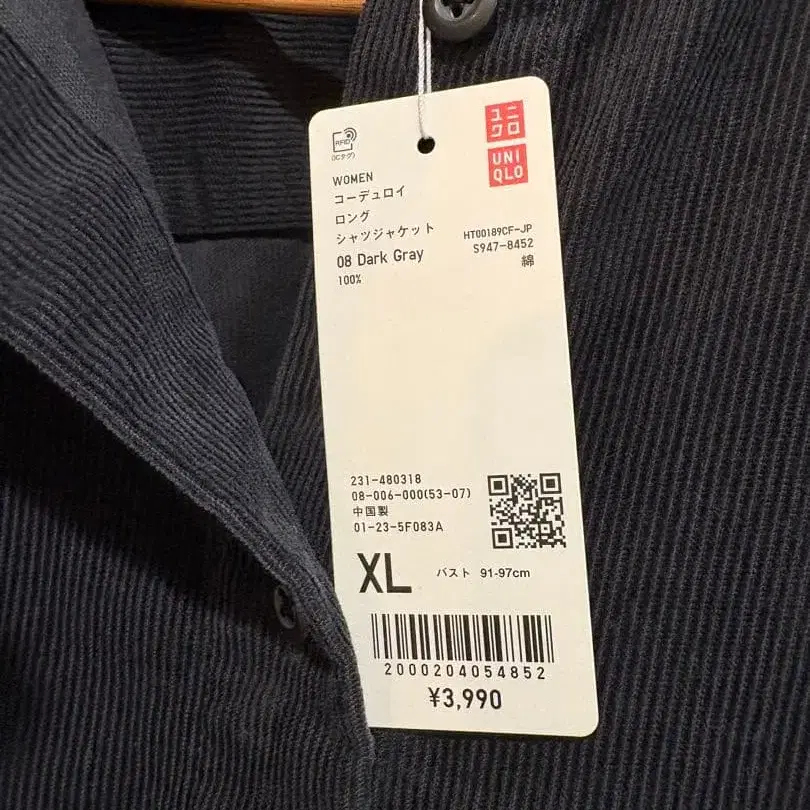 RFID
(ICタグ)
ユニ
クロ
UNI
QLO
WOMEN
コーデュロイ
ロング
シャツジャケット
HT00189CF-JP
08 Dark Gray
S947-8452
100%
綿
231-480318
08-006-000(53-07)
中国製
01-23-5F083A
XL バスト 91-97cm
2000204054852
¥3,990